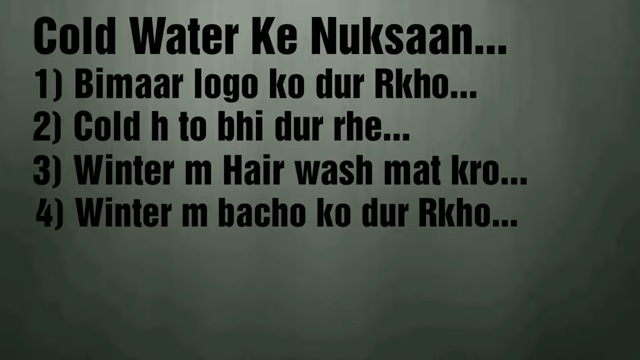 Cold Water Ke Nuksaan...
1) Bimaar logo ko dur Rkho...
2) Cold h to bhi dur rhe...
3) Winter m Hair wash mat kro...
4) Winter m bacho ko dur Rkho...